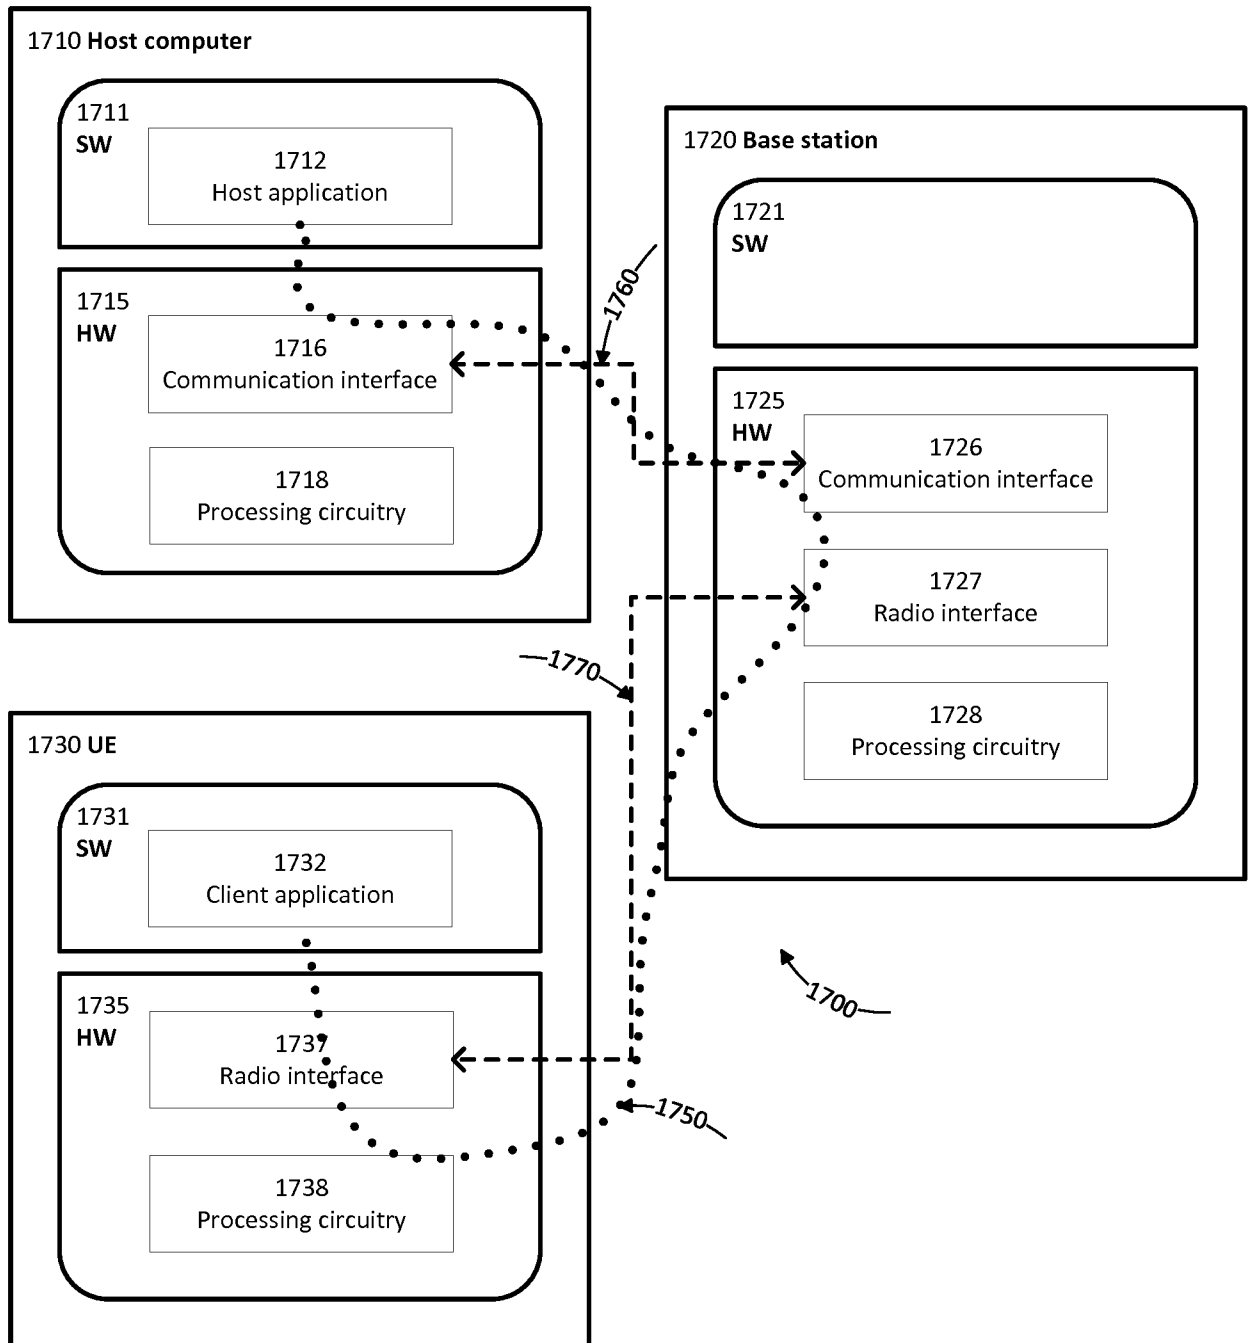 1710 Host computer
1711
SW
1712
Host application
1715
HW
1716
Communication interface
1718
Processing circuitry
1760
1720 Base station
1721
SW
1725
HW
1726
Communication interface
1727
Radio interface
1728
Processing circuitry
1770
1730 UE
1731
SW
1732
Client application
1735
HW
1737
Radio interface
1738
Processing circuitry
1750
1700